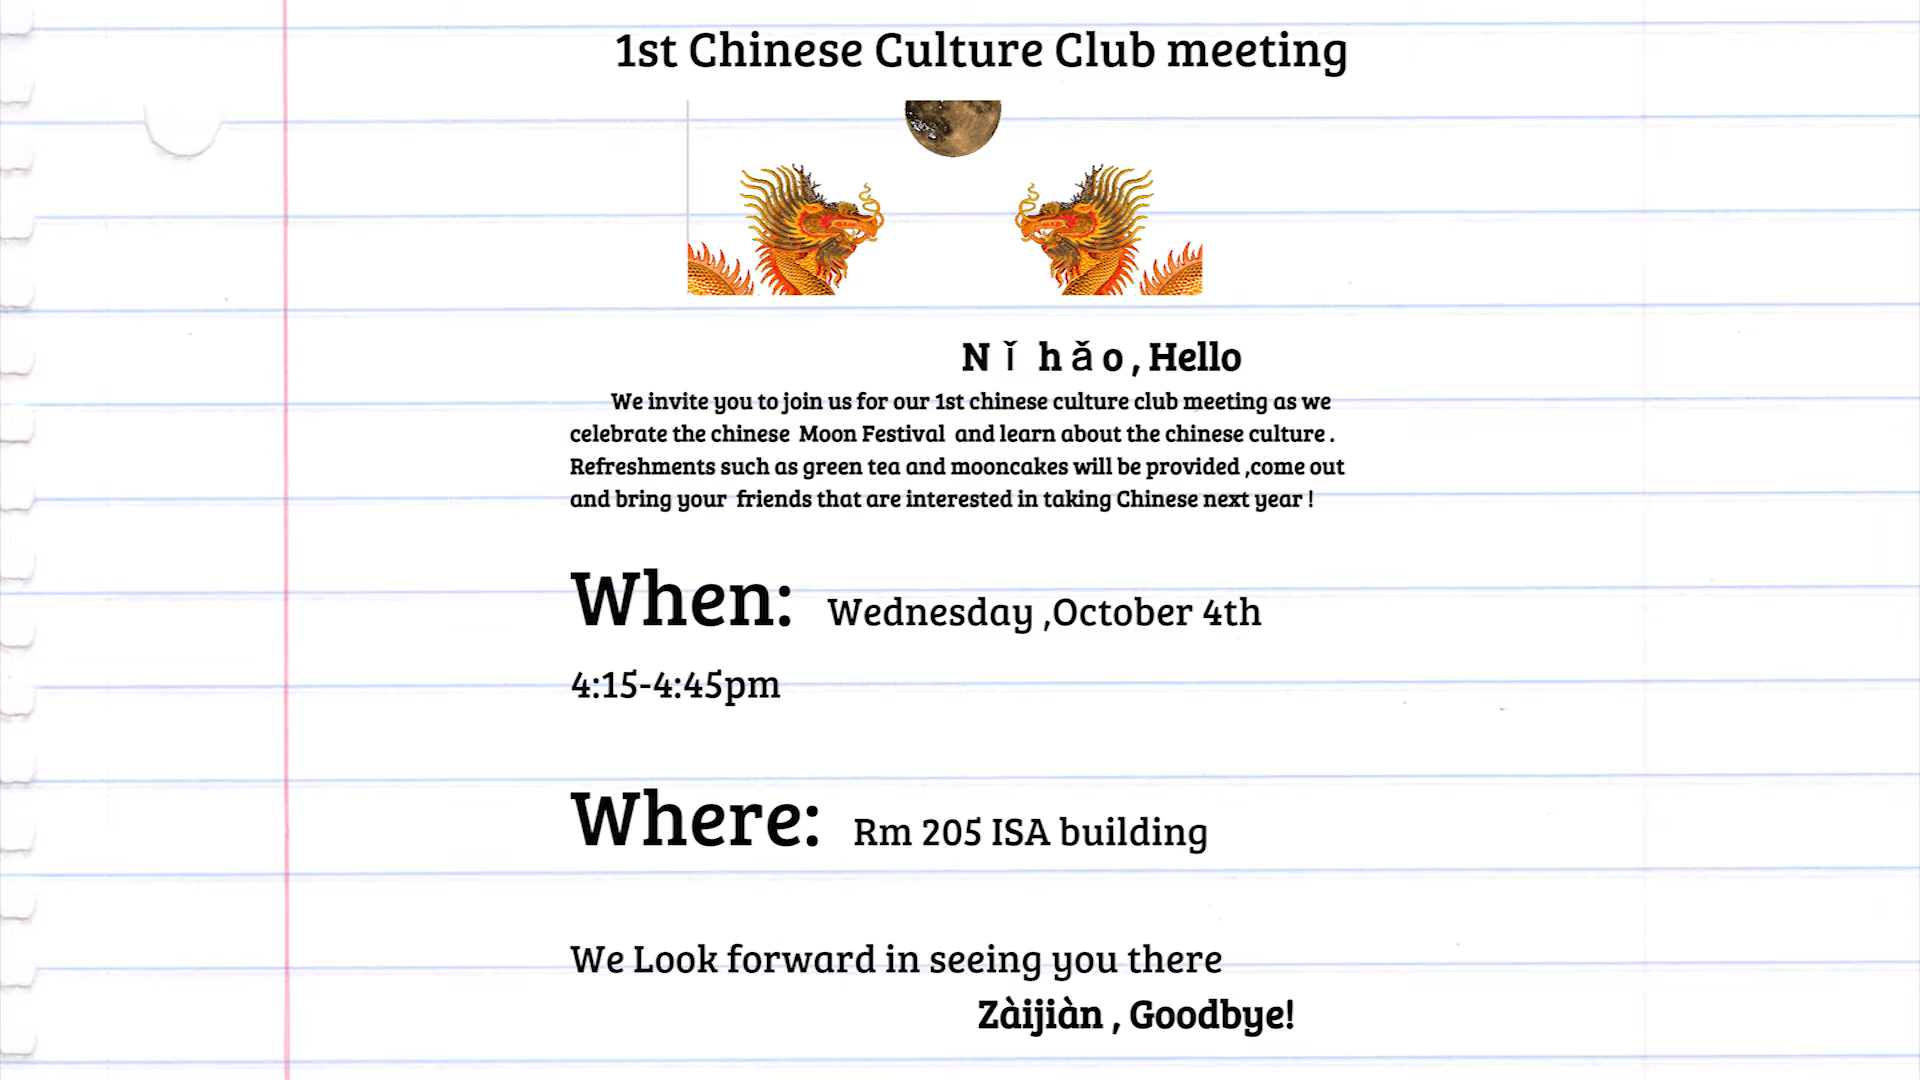 1st Chinese Culture Club meeting
Nǐ hǎo , Hello
We invite you to join us for our 1st chinese culture club meeting as we
celebrate the chinese Moon Festival and learn about the chinese culture .
Refreshments such as green tea and mooncakes will be provided ,come out
and bring your friends that are interested in taking Chinese next year !
When: Wednesday ,October 4th
4:15-4:45pm
Where: Rm 205 ISA building
We Look forward in seeing you there
Zàijiàn , Goodbye!